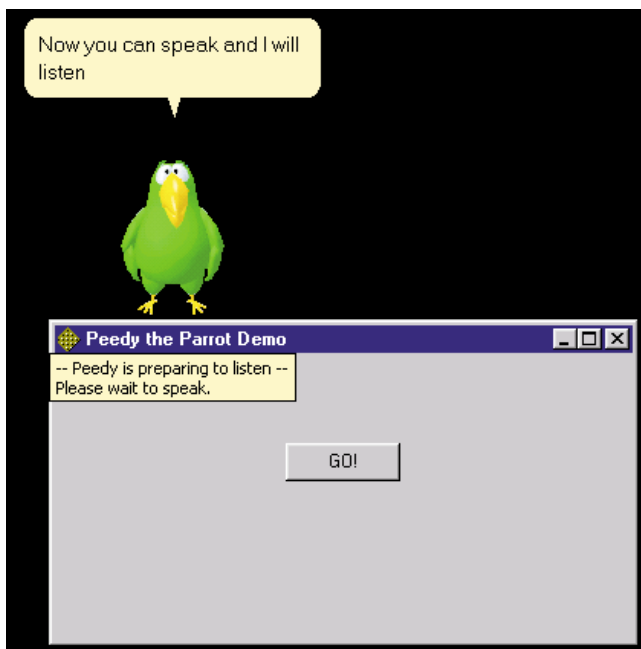 Now you can speak and I will
listen
Peedy the Parrot Demo
-- Peedy is preparing to listen --
Please wait to speak.
GO!